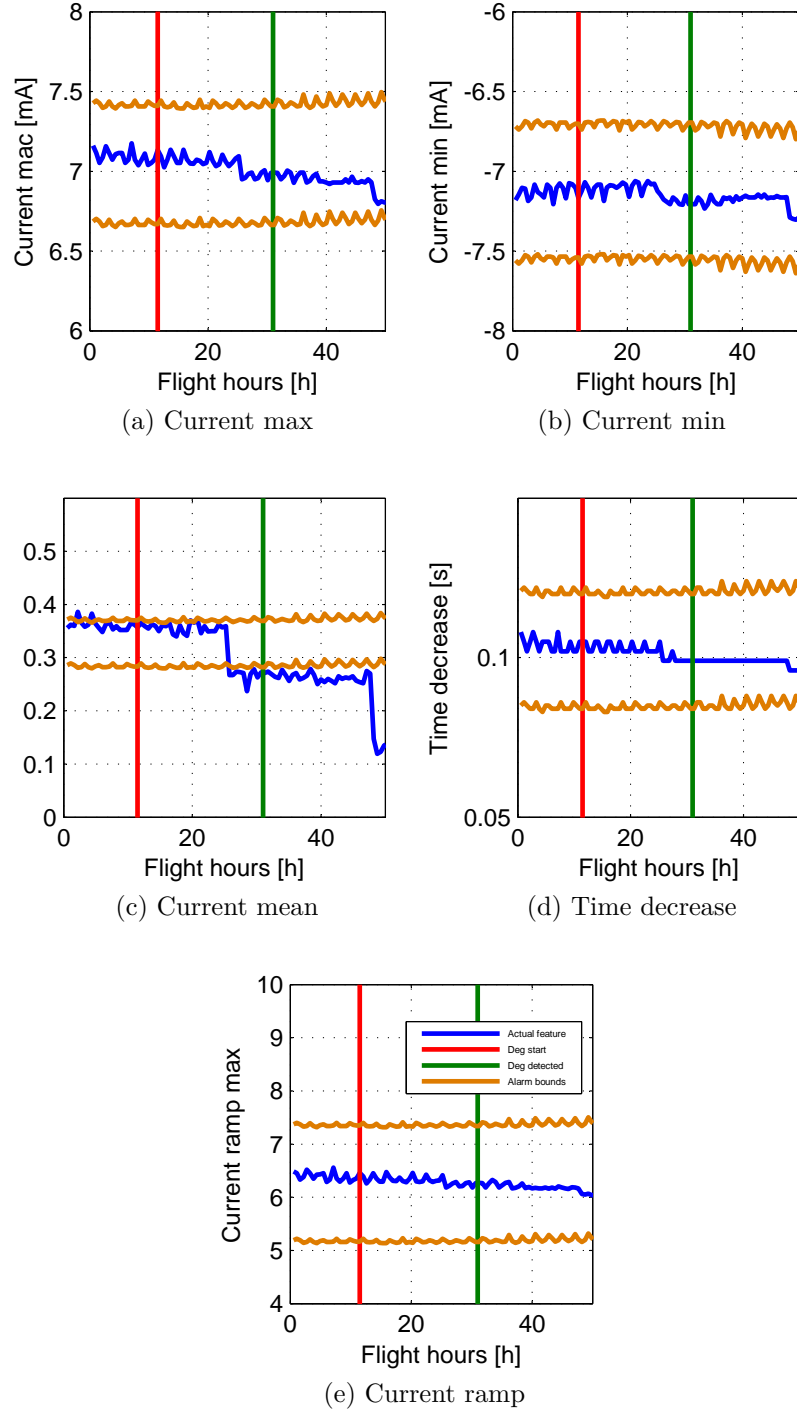 8
7.5
7
6.5
6
0
20
40
Current mac [mA]
Flight hours [h]
(a) Current max
-6
-6.5
-7
-7.5
-8
0
20
40
Current min [mA]
Flight hours [h]
(b) Current min
0.5
0.4
0.3
0.2
0.1
0
0
20
40
Flight hours [h]
(c) Current mean
0.1
0.05
0
20
40
Time decrease [s]
Flight hours [h]
(d) Time decrease
10
9
8
7
6
5
4
0
20
40
Current ramp max
Actual feature
Deg start
Deg detected
Alarm bounds
Flight hours [h]
(e) Current ramp